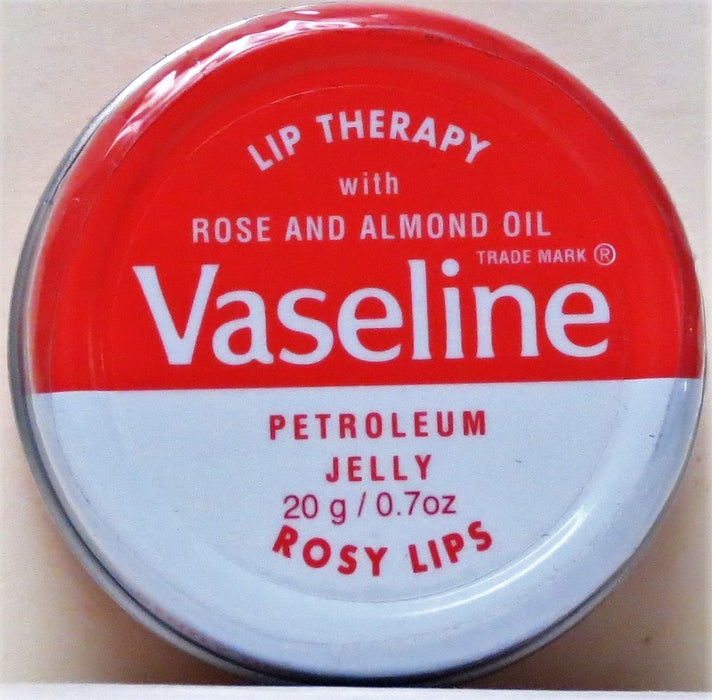 LIP THERAPY
with
ROSE AND ALMOND OIL
TRADE MARK ®
Vaseline
PETROLEUM
JELLY
20 g / 0.7oz
ROSY LIPS